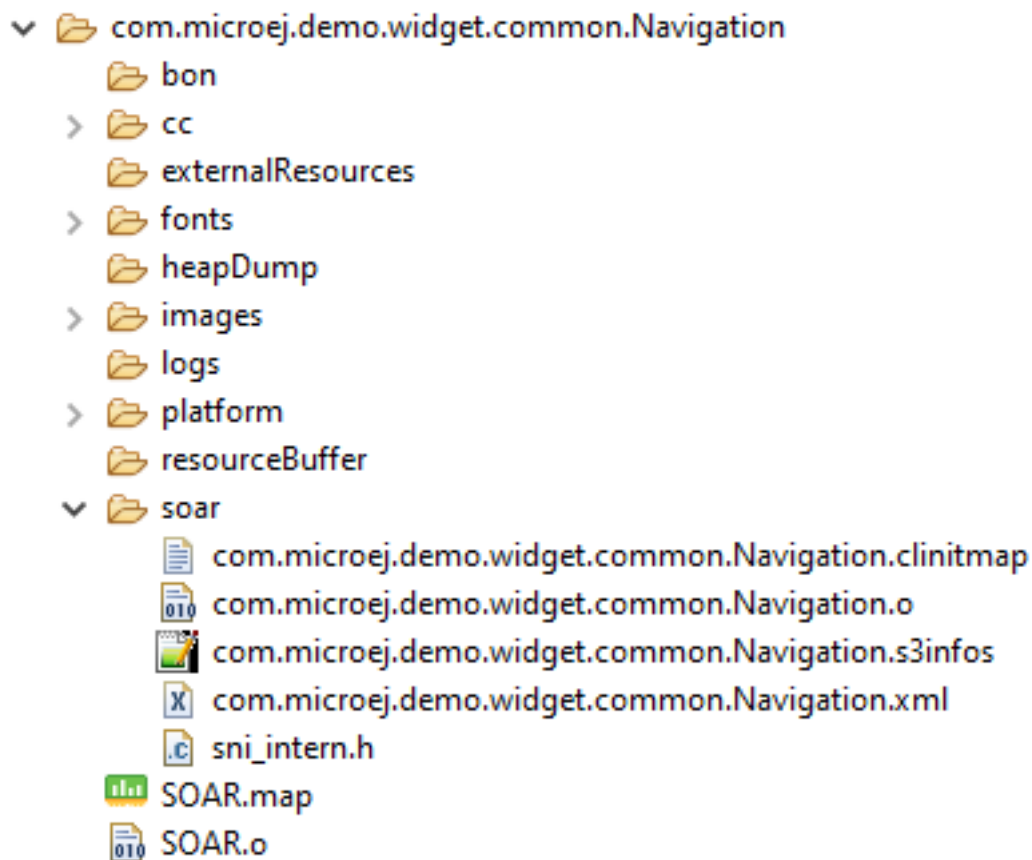 com.microej.demo.widget.common.Navigation
bon
cc
externalResources
fonts
heapDump
images
logs
platform
resourceBuffer
soar
com.microej.demo.widget.common.Navigation.clinitmap
com.microej.demo.widget.common.Navigation.o
com.microej.demo.widget.common.Navigation.s3infos
com.microej.demo.widget.common.Navigation.xml
sni_intern.h
SOAR.map
SOAR.o